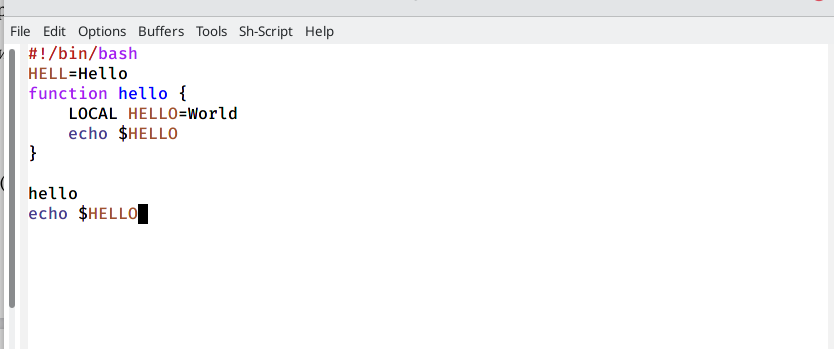 File Edit Options Buffers Tools Sh-Script Help
#!/bin/bash
HELL=Hello
function hello {
    LOCAL HELLO=World
    echo $HELLO
}
hello
echo $HELLO